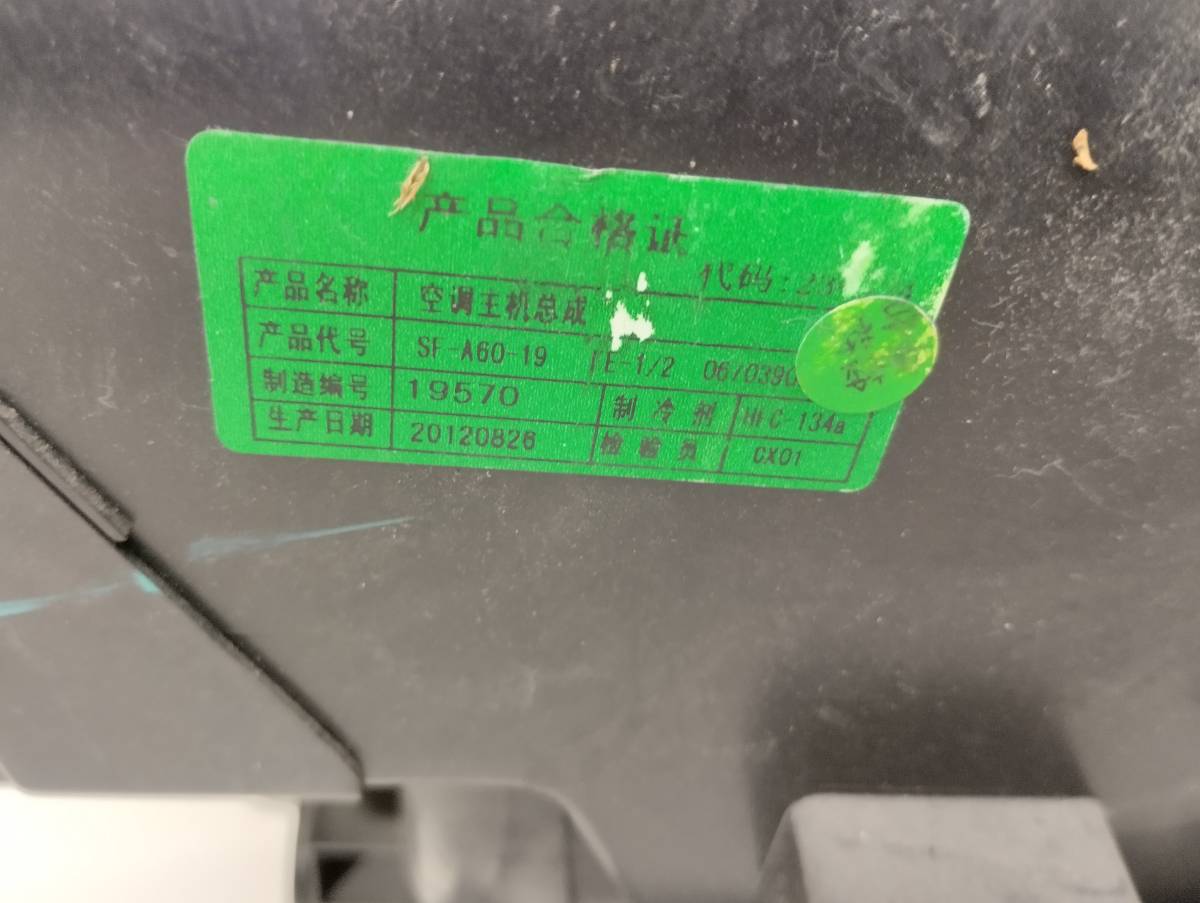 产品合格证
代码:
产品名称 空调主机总成
产品代号 SF-A60-19 E-1/2
制造编号 19570 制冷剂 HFC-134a
生产日期 20120826 检验员 CX01